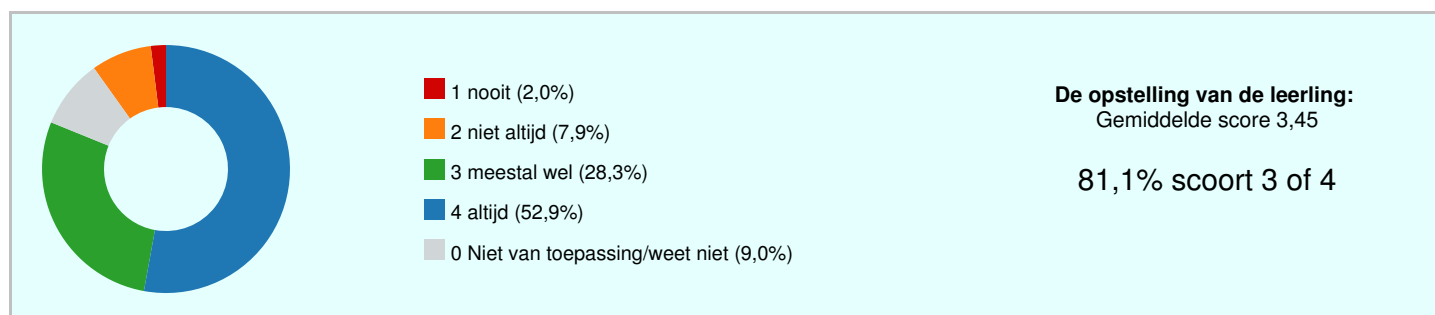 1 nooit (2,0%)
2 niet altijd (7,9%)
3 meestal wel (28,3%)
4 altijd (52,9%)
0 Niet van toepassing/weet niet (9,0%)
De opstelling van de leerling:
Gemiddelde score 3,45
81,1% scoort 3 of 4